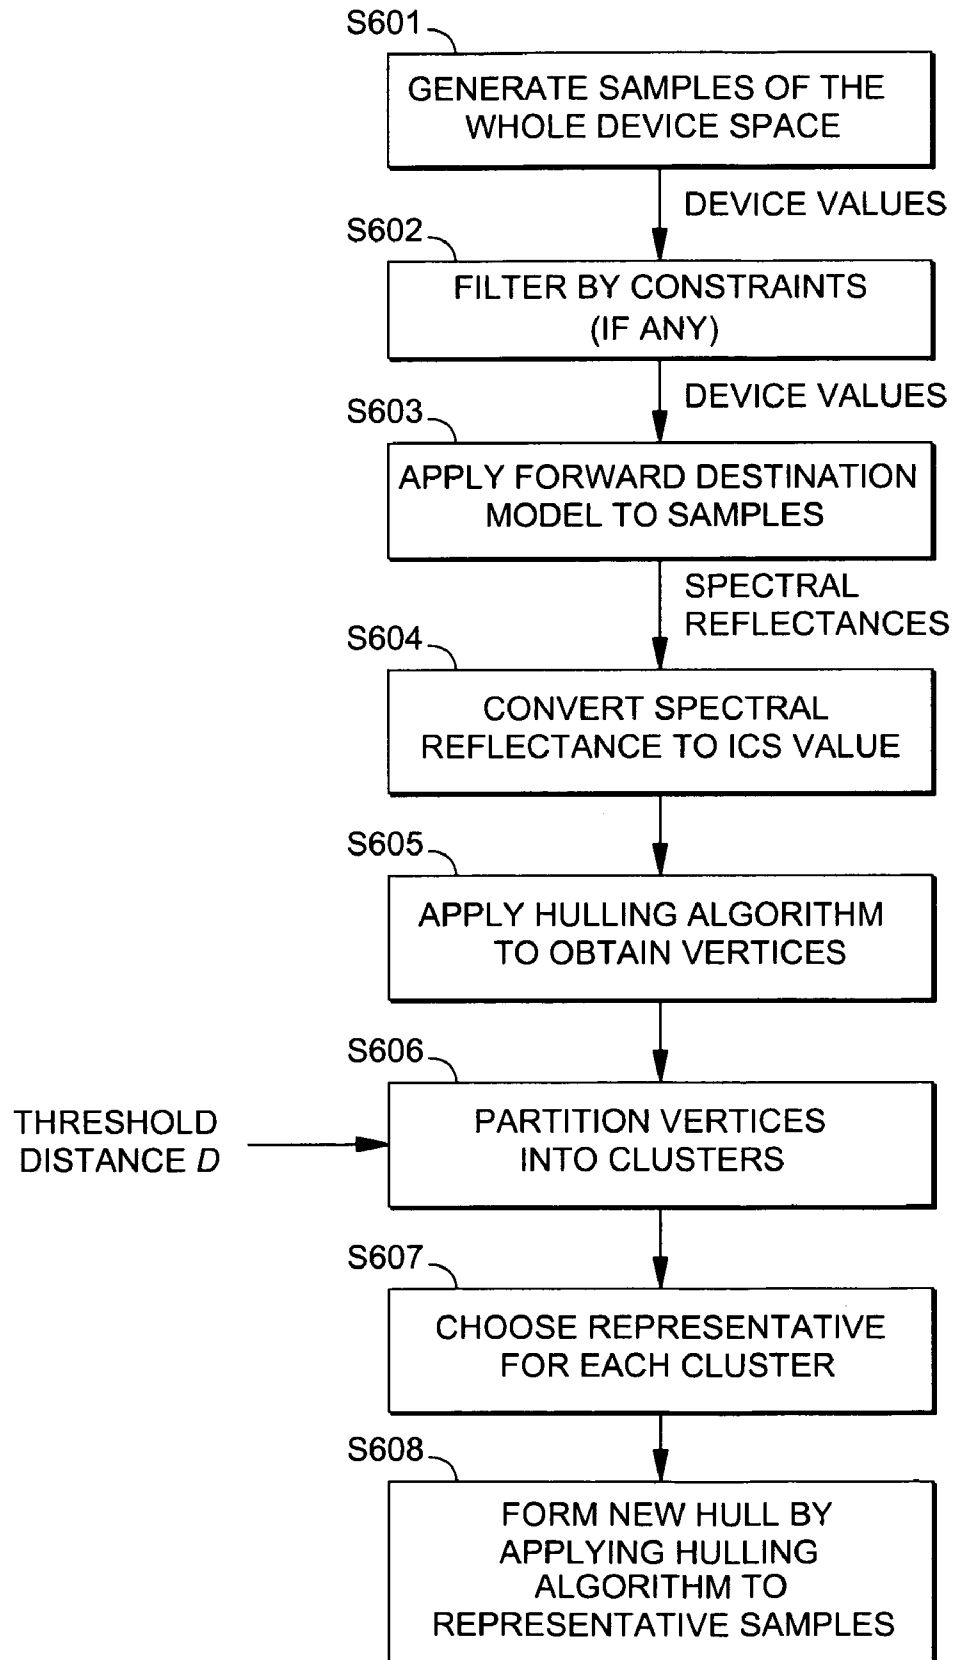 S601
GENERATE SAMPLES OF THE
WHOLE DEVICE SPACE
DEVICE VALUES
S602
FILTER BY CONSTRAINTS
(IF ANY)
DEVICE VALUES
S603
APPLY FORWARD DESTINATION
MODEL TO SAMPLES
SPECTRAL
REFLECTANCES
S604
CONVERT SPECTRAL
REFLECTANCE TO ICS VALUE
S605
APPLY HULLING ALGORITHM
TO OBTAIN VERTICES
S606
THRESHOLD
DISTANCE D
PARTITION VERTICES
INTO CLUSTERS
S607
CHOOSE REPRESENTATIVE
FOR EACH CLUSTER
S608
FORM NEW HULL BY
APPLYING HULLING
ALGORITHM TO
REPRESENTATIVE SAMPLES